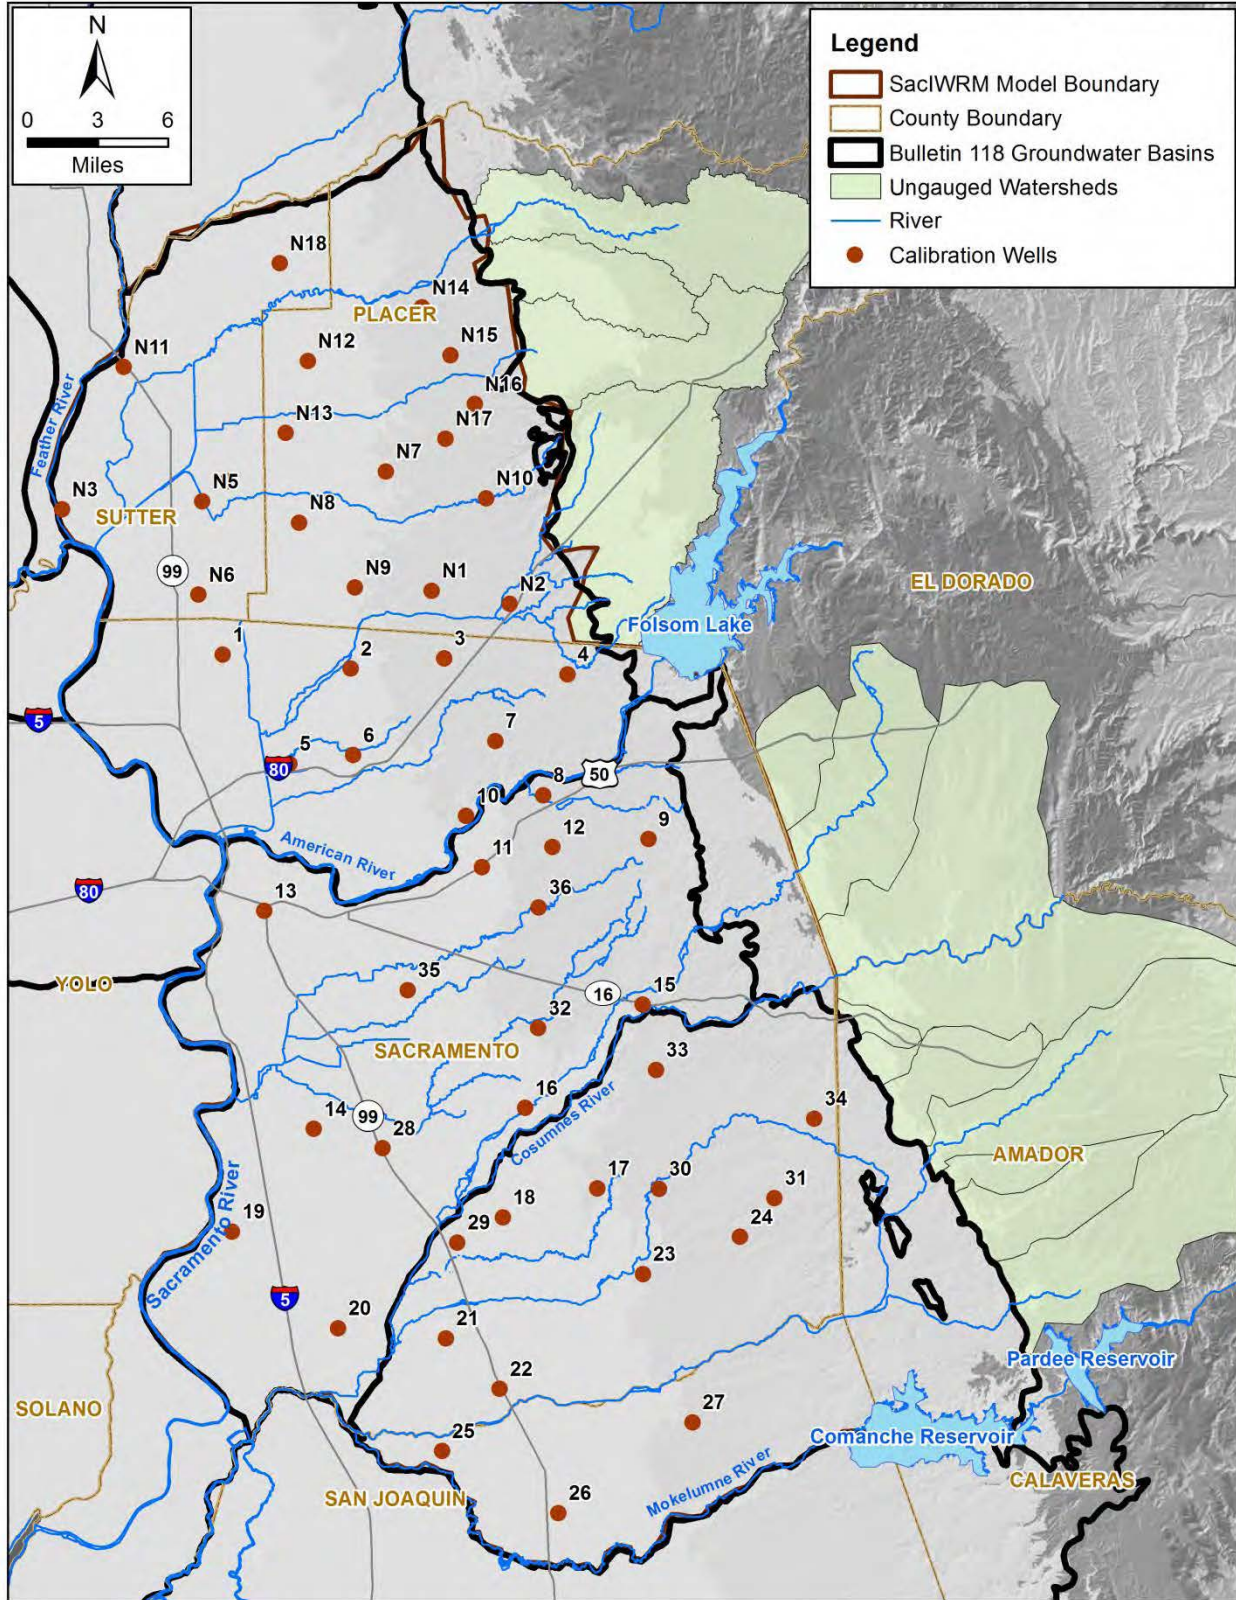 N
0 3 6
Miles
Legend
SacIWRM Model Boundary
County Boundary
Bulletin 118 Groundwater Basins
Ungauged Watersheds
River
Calibration Wells
N18
N14
PLACER
N12
N15
N11
N16
N13
N17
Feather River
N7
N10
N3
N5
N8
SUTTER
99
N6
N9
N1
N2
EL DORADO
Folsom Lake
1
2
3
4
5
7
6
5
80
50
8
10
9
12
11
American River
80
13
36
YOLO
35
16
15
32
SACRAMENTO
33
16
14
99
28
34
Cosumnes River
AMADOR
17
30
31
18
19
29
24
23
Sacramento River
5
20
21
Pardee Reservoir
22
SOLANO
27
Comanche Reservoir
25
CALAVERAS
SAN JOAQUIN
Mokelumne River
26